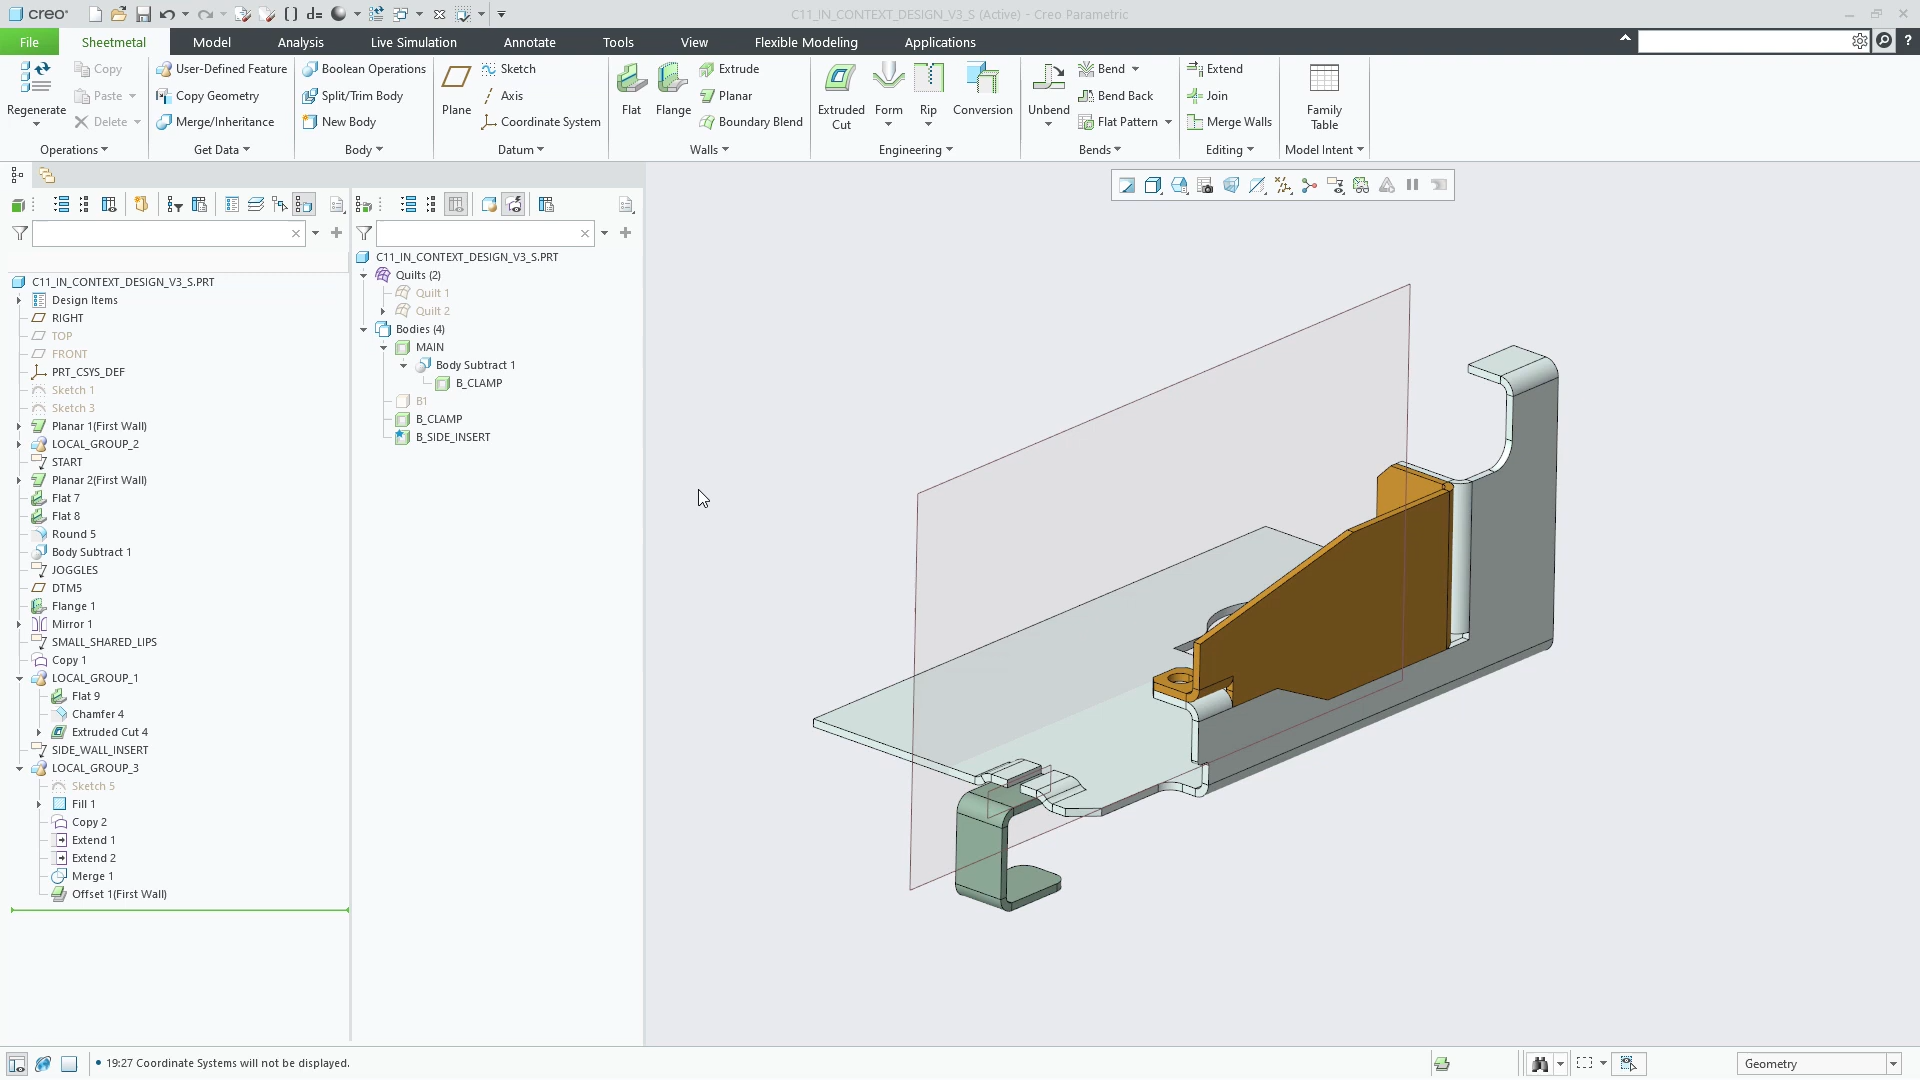 creo
d=
C11_IN_CONTEXT_DESIGN_V3_S (Active) - Creo Parametric
File
Sheetmetal
Model
Analysis
Live Simulation
Annotate
Tools
View
Flexible Modeling
Applications
?
Regenerate
Copy
Paste
Delete
Operations
User-Defined Feature
Copy Geometry
Merge/Inheritance
Get Data
Boolean Operations
Split/Trim Body
New Body
Body
Plane
Sketch
Axis
Coordinate System
Datum
Flat
Flange
Extrude
Planar
Boundary Blend
Walls
Extruded
Cut
Form
Rip
Conversion
Engineering
Unbend
Bend
Bend Back
Flat Pattern
Bends
Extend
Join
Merge Walls
Editing
Family
Table
Model Intent
C11_IN_CONTEXT_DESIGN_V3_S.PRT
Design Items
RIGHT
TOP
FRONT
PRT_CSYS_DEF
Sketch 1
Sketch 3
Planar 1(First Wall)
LOCAL_GROUP_2
START
Planar 2(First Wall)
Flat 7
Flat 8
Round 5
Body Subtract 1
JOGGLES
DTM5
Flange 1
Mirror 1
SMALL_SHARED_LIPS
Copy 1
LOCAL_GROUP_1
Flat 9
Chamfer 4
Extruded Cut 4
SIDE_WALL_INSERT
LOCAL_GROUP_3
Sketch 5
Fill 1
Copy 2
Extend 1
Extend 2
Merge 1
Offset 1(First Wall)
C11_IN_CONTEXT_DESIGN_V3_S.PRT
Quilts (2)
Quilt 1
Quilt 2
Bodies (4)
MAIN
Body Subtract 1
B_CLAMP
B1
B_CLAMP
B_SIDE_INSERT
• 19:27 Coordinate Systems will not be displayed.
Geometry